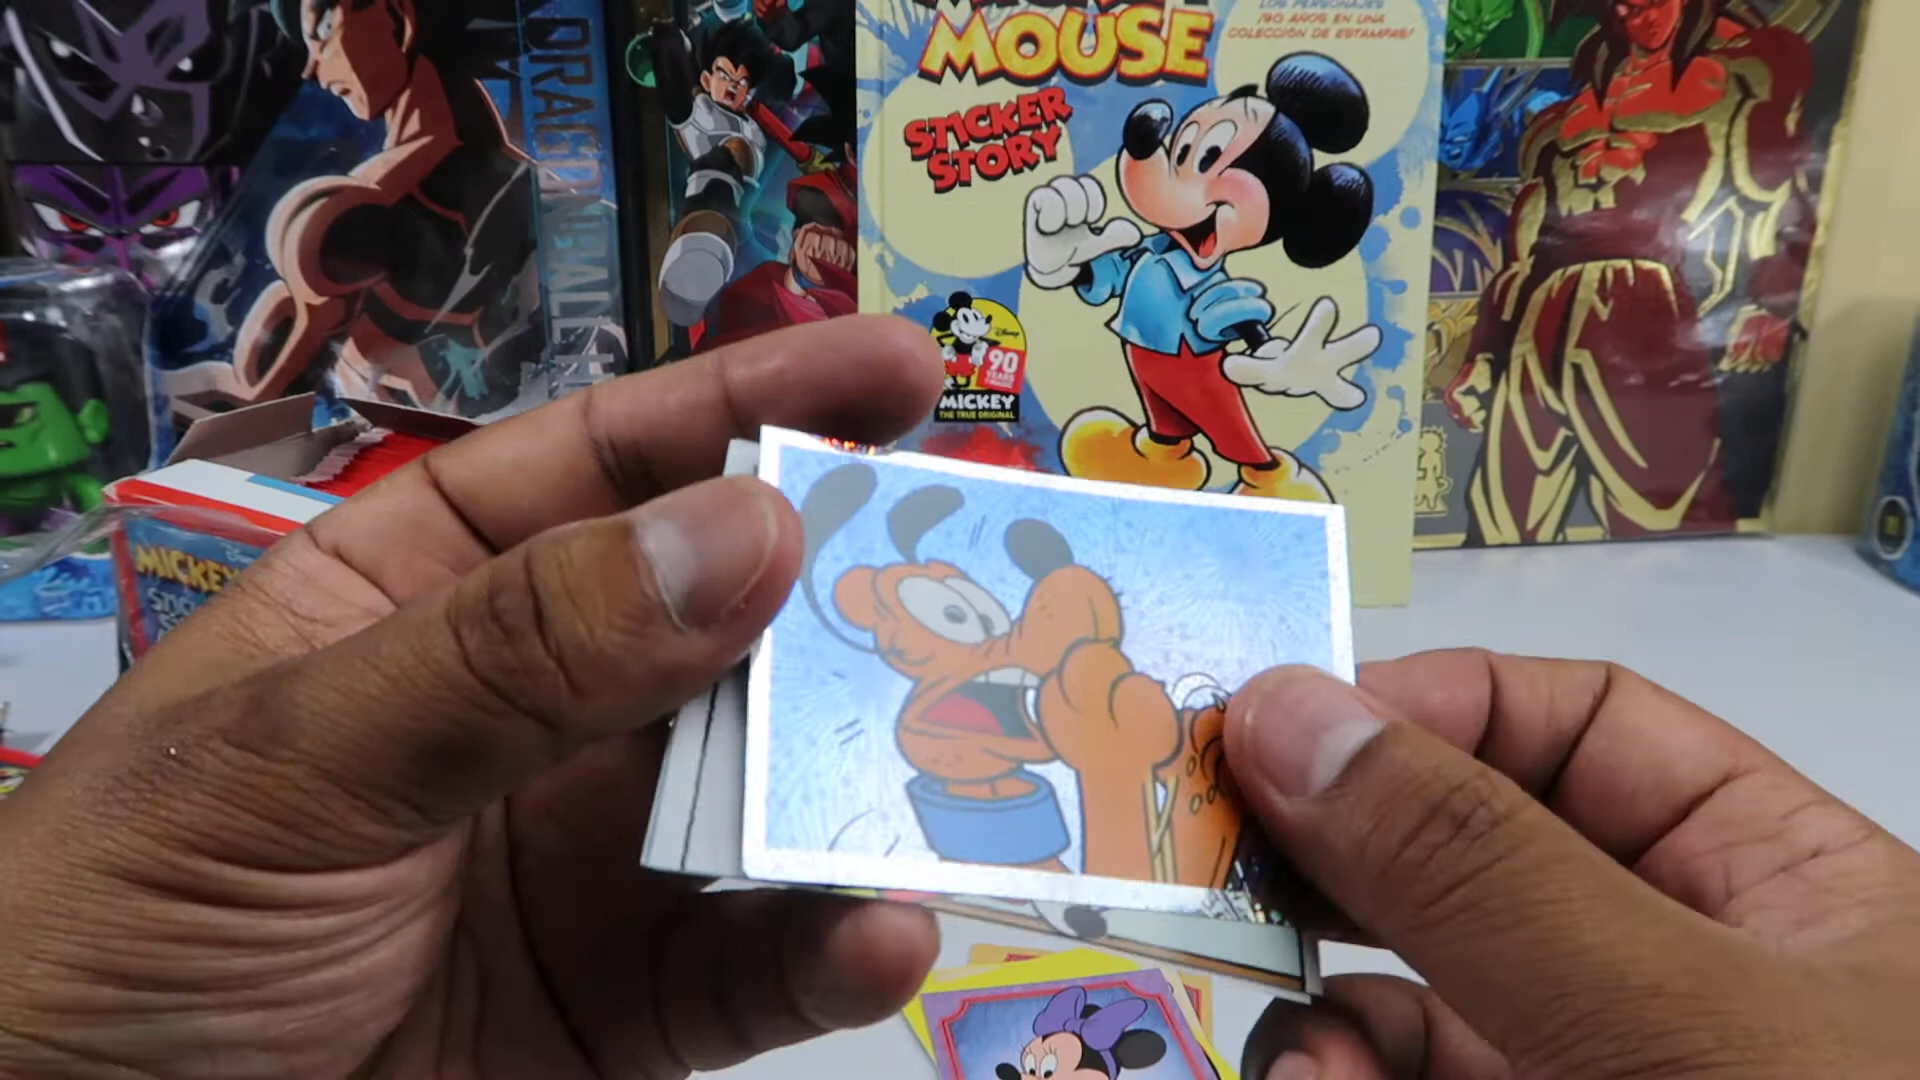 MOUSE
STICKER
STORY
LOS PERSONAJES
¡90 AÑOS EN UNA
COLECCIÓN DE ESTAMPAS!
DRAGONBALL
Disney
90
YEARS
MICKEY
THE TRUE ORIGINAL
MICKEY